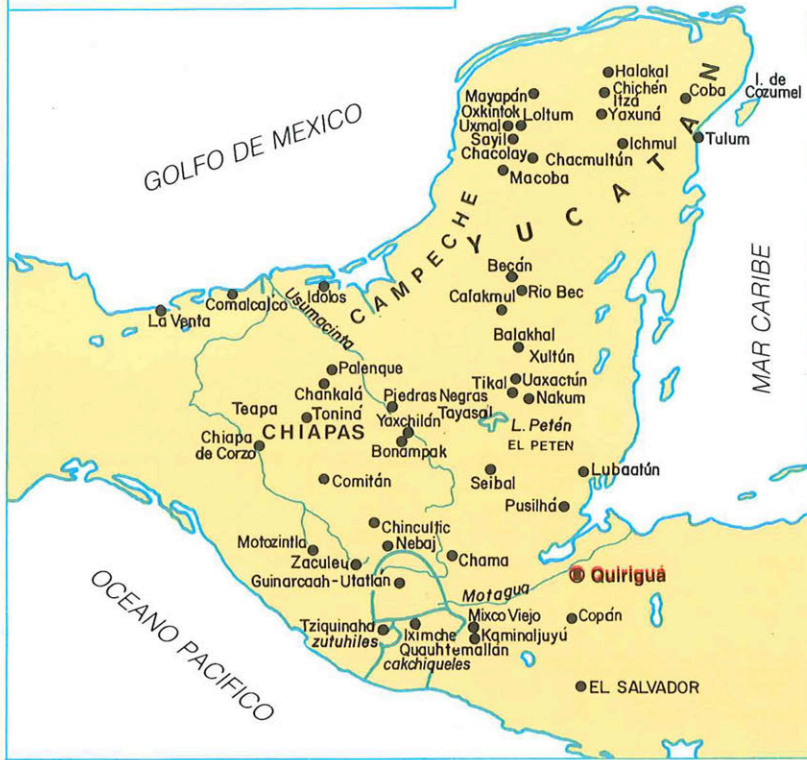 Halakal
I. de
Cozumel
Mayapán
Chichén
Itzá
Coba
Oxkintok
Loltum
Yaxuná
Uxmal
Sayil
Ichmul
Tulum
Chacolay
Chacmultún
Macoba
GOLFO DE MEXICO
YUCATAN
CAMPECHE
MAR CARIBE
Becán
Rio Bec
Cafakmul
Idolos
Comalcalco
La Venta
Usumacinta
Balakhal
Xultún
Palenque
Chankalá
Tikal
Uaxactún
Nakum
Piedras Negras
Tayasal
Teapa
Toniná
Yaxchilán
L. Petén
EL PETEN
CHIAPAS
Chiapa
de Corzo
Bonampak
Comitán
Seibal
Lubaatún
Pusilhá
Chincultic
Motozintla
Nebaj
Chama
Zaculeu
Guinarcaah-Utatlán
Quiriguá
Motagua
Mixco Viejo
Copán
Tziquinaha
zutuhiles
Iximche
Kaminaljuyú
Quauhtemallan
cakchiqueles
EL SALVADOR
OCEANO PACIFICO